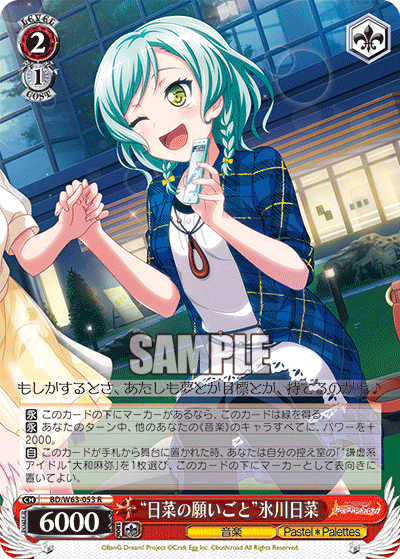 LEVEL
2
1
COST
SAMPLE
もしかするとさ、あたしも夢とか目標とか、持てるのかも♪
永 このカードの下にマーカーがあるなら、このカードは緑を得る。
永 あなたのターン中、他のあなたの《音楽》のキャラすべてに、パワーを+
2000。
自 このカードが手札から舞台に置かれた時、あなたは自分の控え室の「“謙虚系
アイドル”大和麻弥」を1枚選び、このカードの下にマーカーとして表向きに
置いてよい。
CH BD/W63-053 R
“日菜の願いごと”氷川日菜
6000
音楽
Pastel＊Palettes
©BanG Dream! Project ©Craft Egg Inc. ©bushiroad All Rights Reserved.